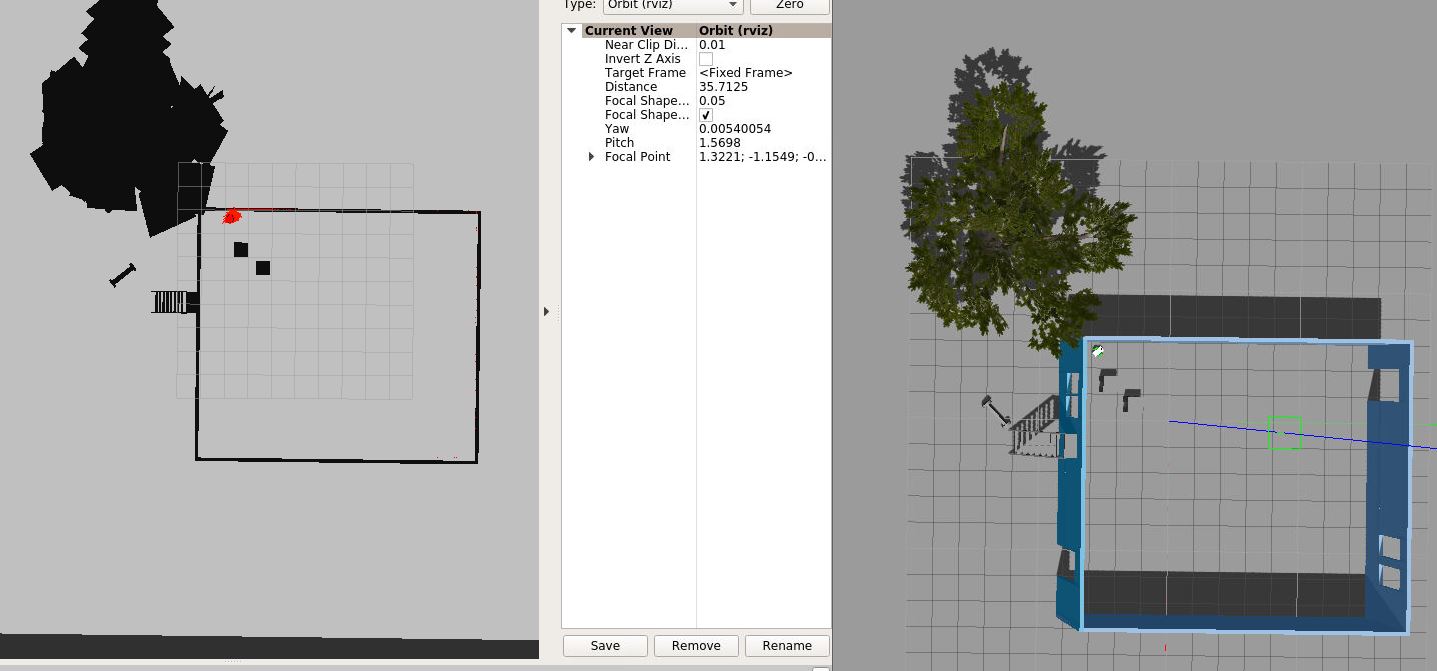 Type: Orbit (rviz) Zero
Current View Orbit (rviz)
Near Clip Di... 0.01
Invert Z Axis
Target Frame <Fixed Frame>
Distance 35.7125
Focal Shape... 0.05
Focal Shape...
Yaw 0.00540054
Pitch 1.5698
Focal Point 1.3221; -1.1549; -0...
Save Remove Rename